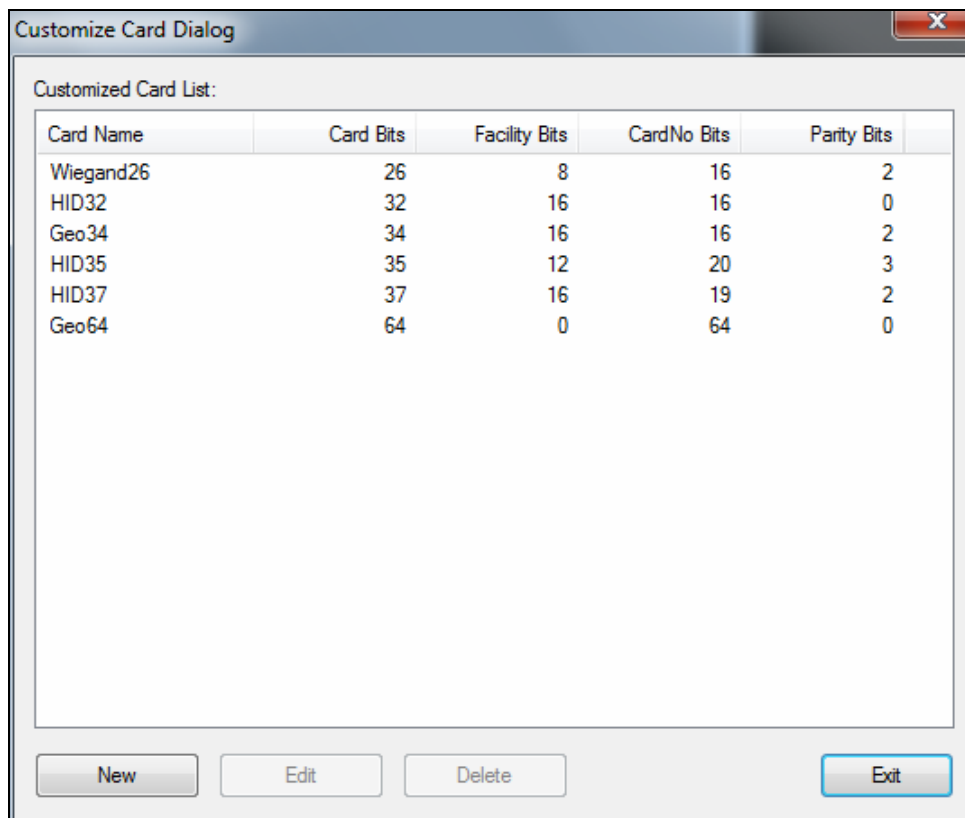 Customize Card Dialog
X
Customized Card List:
Card Name Card Bits Facility Bits CardNo Bits Parity Bits
Wiegand26 26 8 16 2
HID32 32 16 16 0
Geo34 34 16 16 2
HID35 35 12 20 3
HID37 37 16 19 2
Geo64 64 0 64 0
New Edit Delete Exit